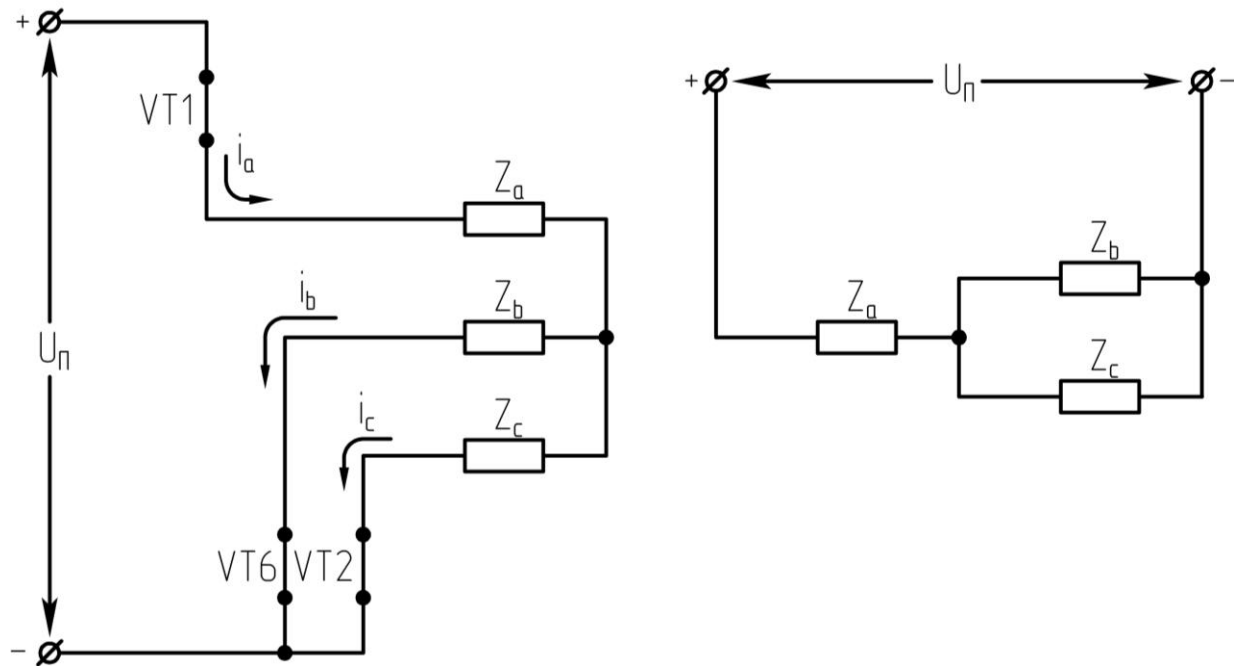 +
VT1
i_a
Z_a
i_b
Z_b
U_П
i_c
Z_c
VT6 VT2
–
+ U_П –
Z_b
Z_a
Z_c